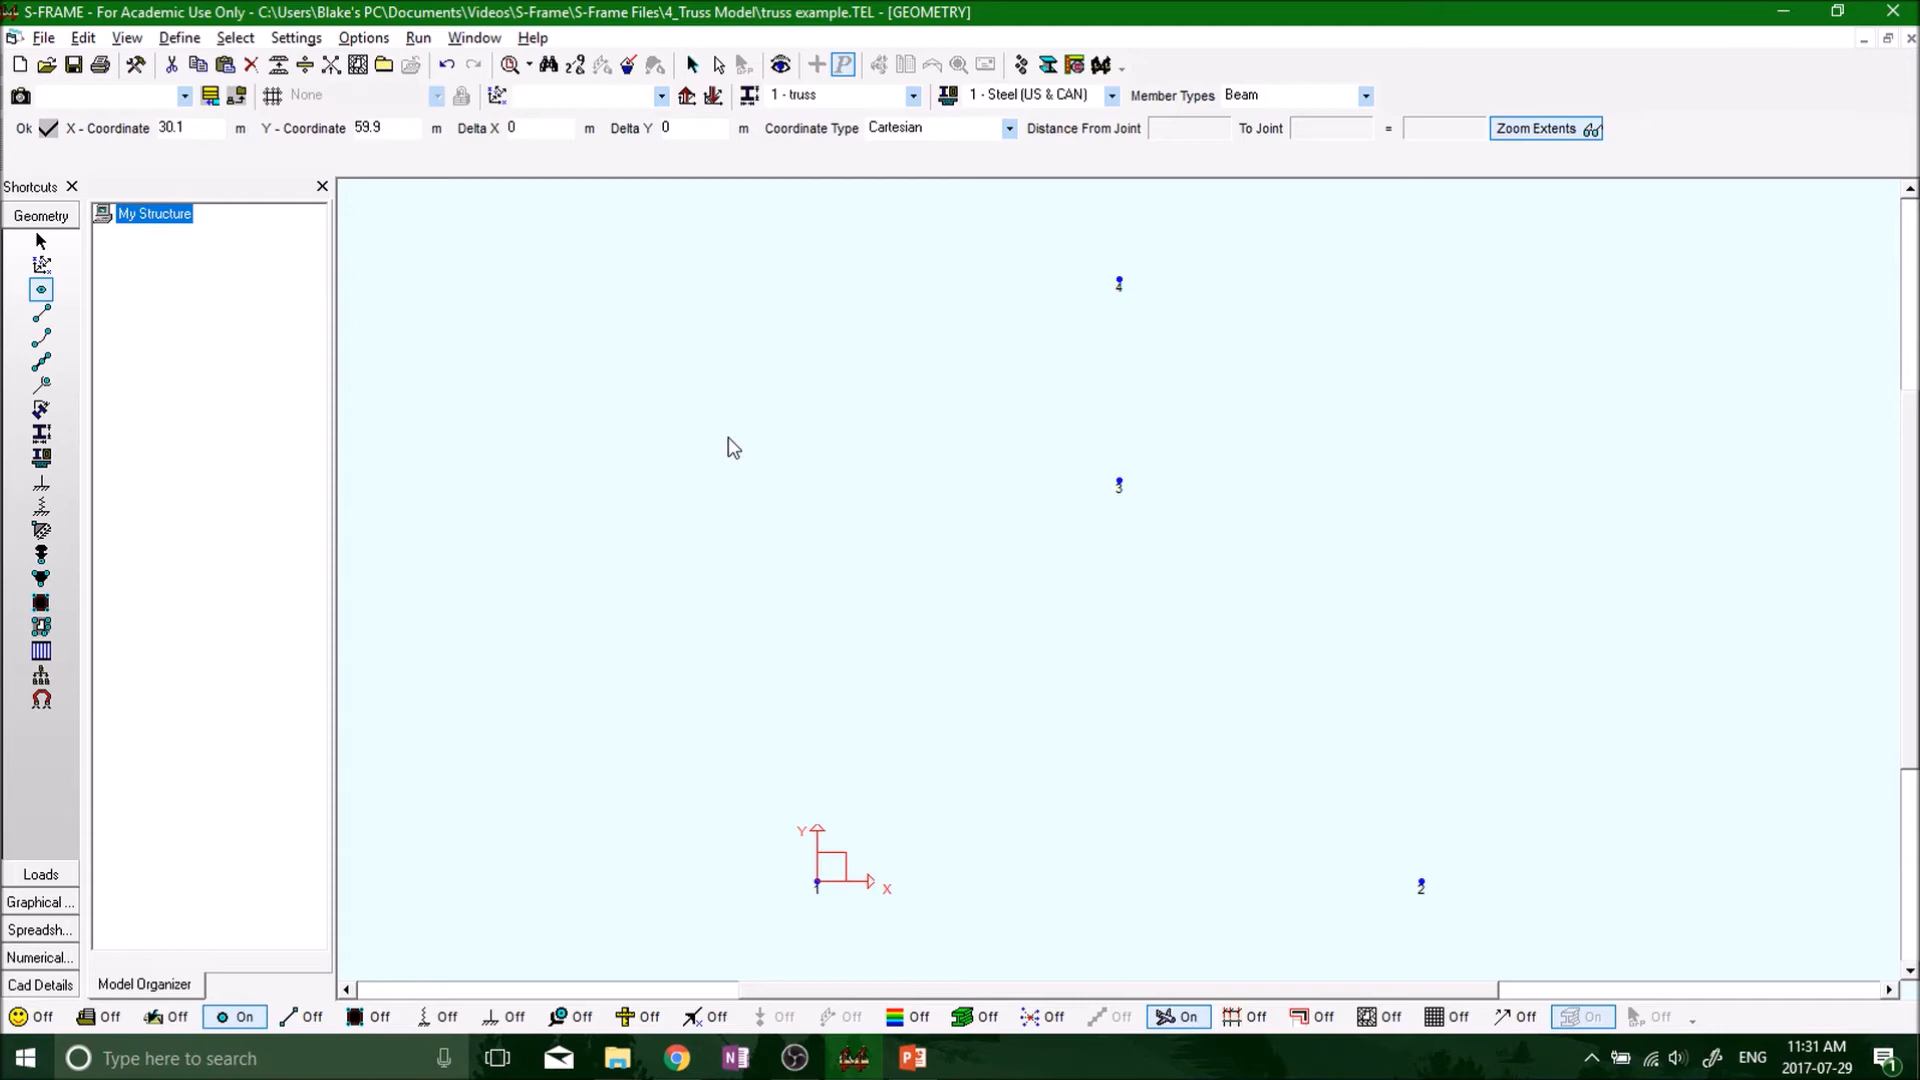 S-FRAME - For Academic Use Only - C:\Users\Blake's PC\Documents\Videos\S-Frame\S-Frame Files\4_Truss Model\truss example.TEL - [GEOMETRY]
File Edit View Define Select Settings Options Run Window Help
None 1 - truss 1 - Steel (US & CAN) Member Types Beam
Ok X - Coordinate 30.1 m Y - Coordinate 59.9 m Delta X 0 m Delta Y 0 m Coordinate Type Cartesian Distance From Joint To Joint = Zoom Extents
Shortcuts
Geometry
My Structure
4
3
Y
X
1
2
Loads
Graphical ...
Spreadsh...
Numerical...
Cad Details
Model Organizer
Off Off Off On Off Off Off Off Off Off Off Off Off Off Off Off Off On Off Off Off Off Off On Off
Type here to search
ENG
11:31 AM
2017-07-29
1